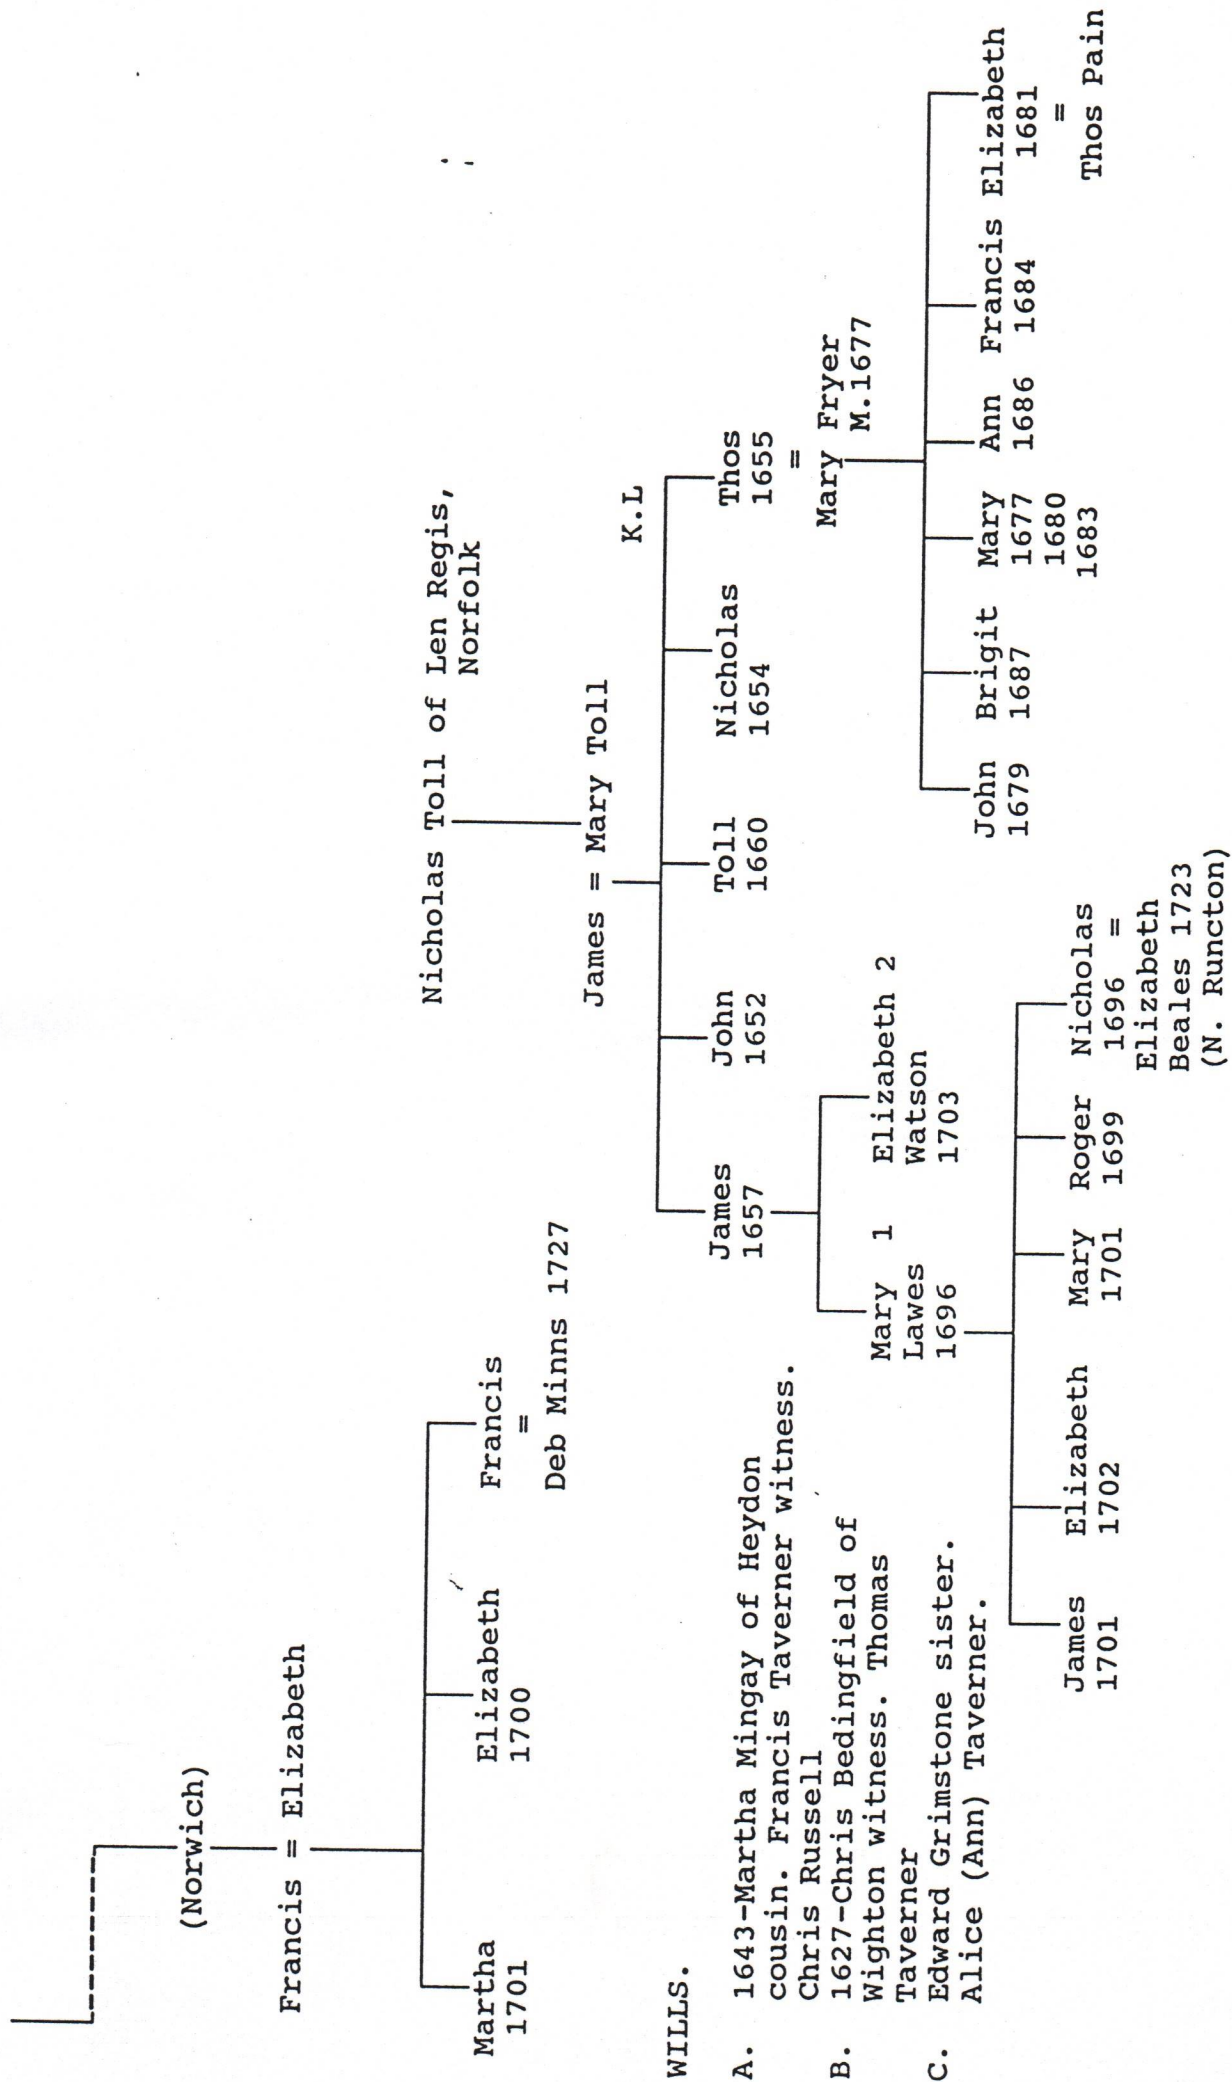 (Norwich)
Francis = Elizabeth
Martha
1701
Elizabeth
1700
Francis
=
Deb Minns 1727
Nicholas Toll of Len Regis,
Norfolk
James = Mary Toll
K.L
James
1657
John
1652
Toll
1660
Nicholas
1654
Thos
1655
=
Mary Fryer
M.1677
Mary 1
Lawes
1696
Elizabeth 2
Watson
1703
John
1679
Brigit
1687
Mary
1677
1680
1683
Ann
1686
Francis
1684
Elizabeth
1681
=
Thos Pain
James
1701
Elizabeth
1702
Mary
1701
Roger
1699
Nicholas
1696 =
Elizabeth
Beales 1723
(N. Runcton)
WILLS.
A. 1643-Martha Mingay of Heydon
cousin. Francis Taverner witness.
Chris Russell
B. 1627-Chris Bedingfield of
Wighton witness. Thomas
Taverner
C. Edward Grimstone sister.
Alice (Ann) Taverner.